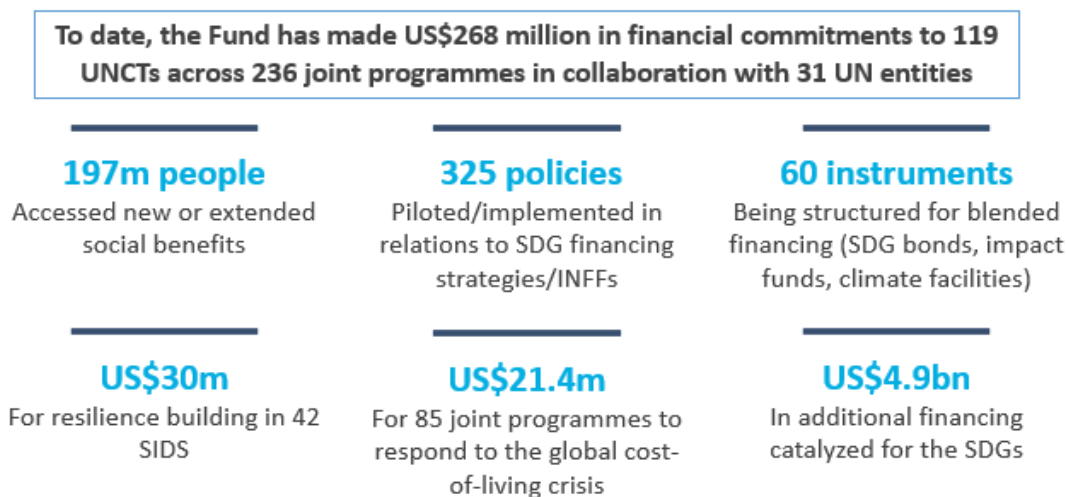 To date, the Fund has made US$268 million in financial commitments to 119
UNCTs across 236 joint programmes in collaboration with 31 UN entities
197m people
Accessed new or extended
social benefits
325 policies
Piloted/implemented in
relations to SDG financing
strategies/INFFs
60 instruments
Being structured for blended
financing (SDG bonds, impact
funds, climate facilities)
US$30m
For resilience building in 42
SIDS
US$21.4m
For 85 joint programmes to
respond to the global cost-
of-living crisis
US$4.9bn
In additional financing
catalyzed for the SDGs